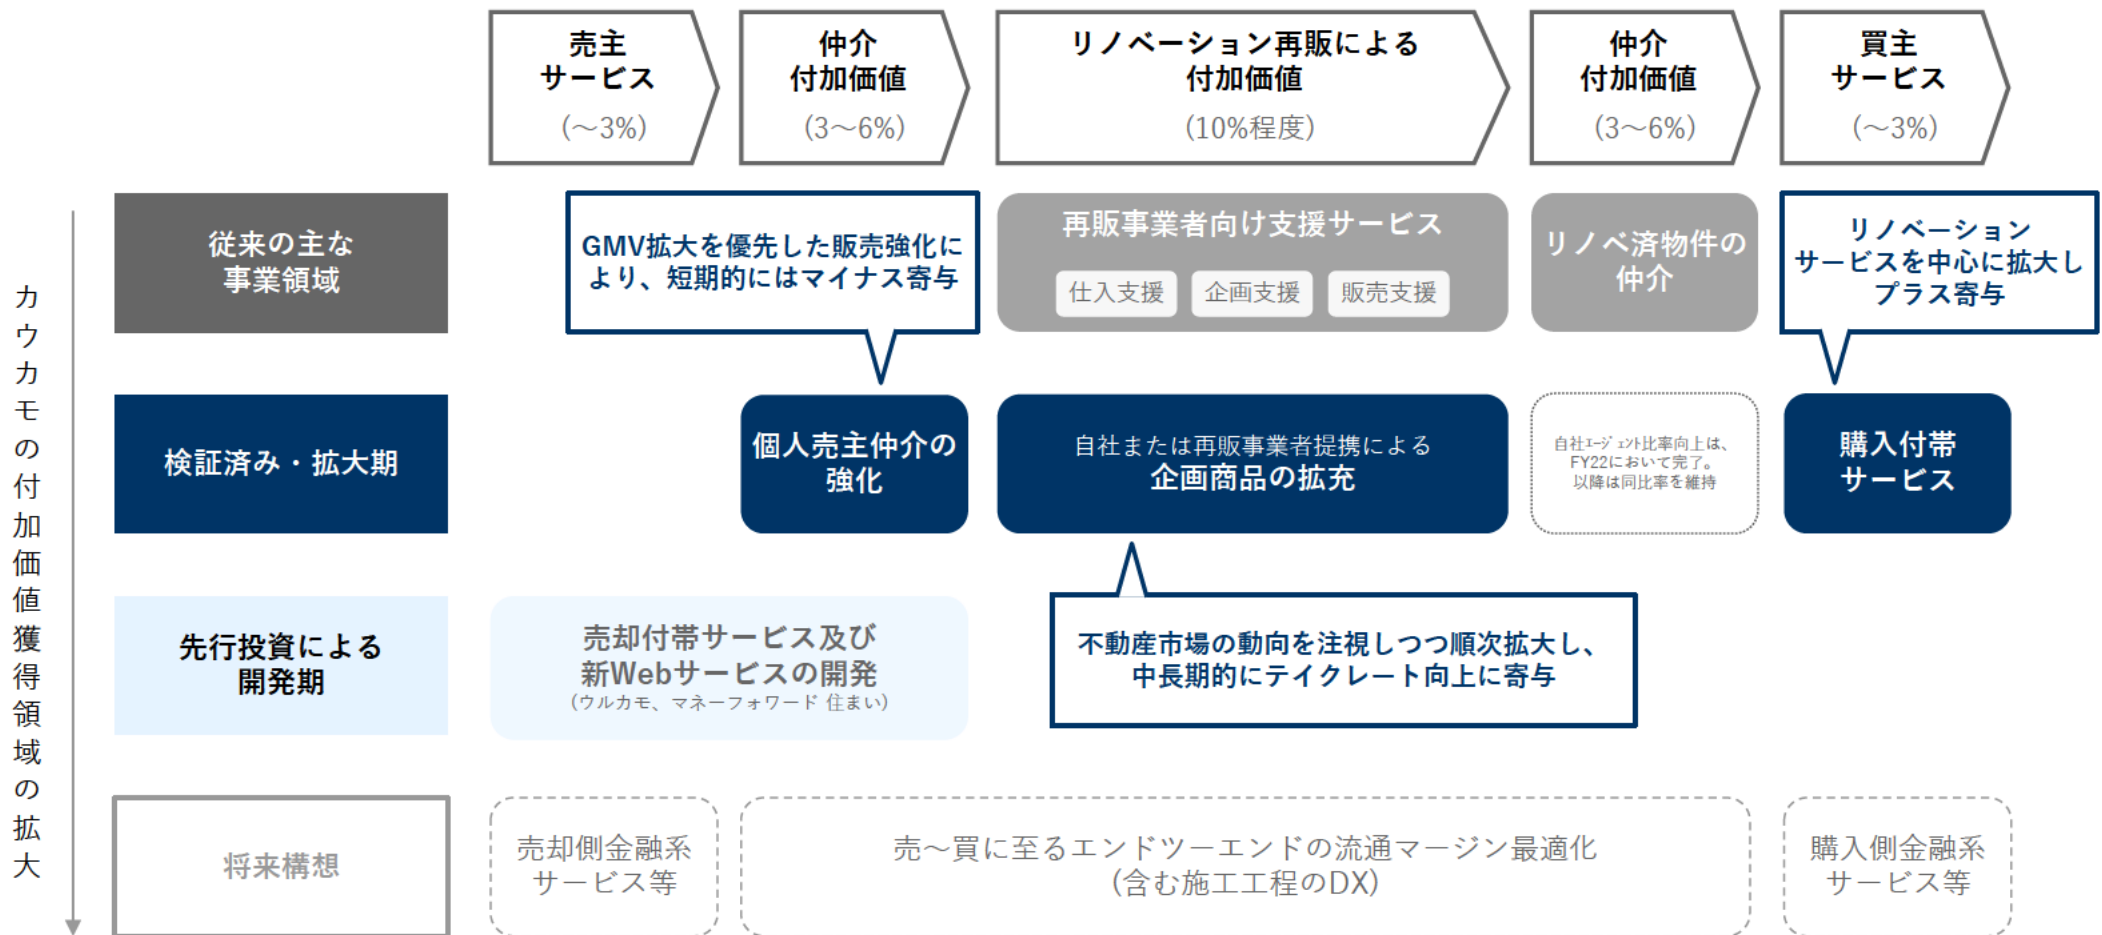 売主
サービス
(～3%)
仲介
付加価値
(3～6%)
リノベーション再販による
付加価値
(10%程度)
仲介
付加価値
(3～6%)
買主
サービス
(～3%)
カウカモの付加価値獲得領域の拡大
従来の主な
事業領域
GMV拡大を優先した販売強化に
より、短期的にはマイナス寄与
再販事業者向け支援サービス
仕入支援
企画支援
販売支援
リノベ済物件の
仲介
リノベーション
サービスを中心に拡大し
プラス寄与
検証済み・拡大期
個人売主仲介の
強化
自社または再販事業者提携による
企画商品の拡充
自社ｴｰｼﾞｪﾝﾄ比率向上は、
FY22において完了。
以降は同比率を維持
購入付帯
サービス
先行投資による
開発期
売却付帯サービス及び
新Webサービスの開発
(ウルカモ、マネーフォワード 住まい)
不動産市場の動向を注視しつつ順次拡大し、
中長期的にテイクレート向上に寄与
将来構想
売却側金融系
サービス等
売～買に至るエンドツーエンドの流通マージン最適化
(含む施工工程のDX)
購入側金融系
サービス等